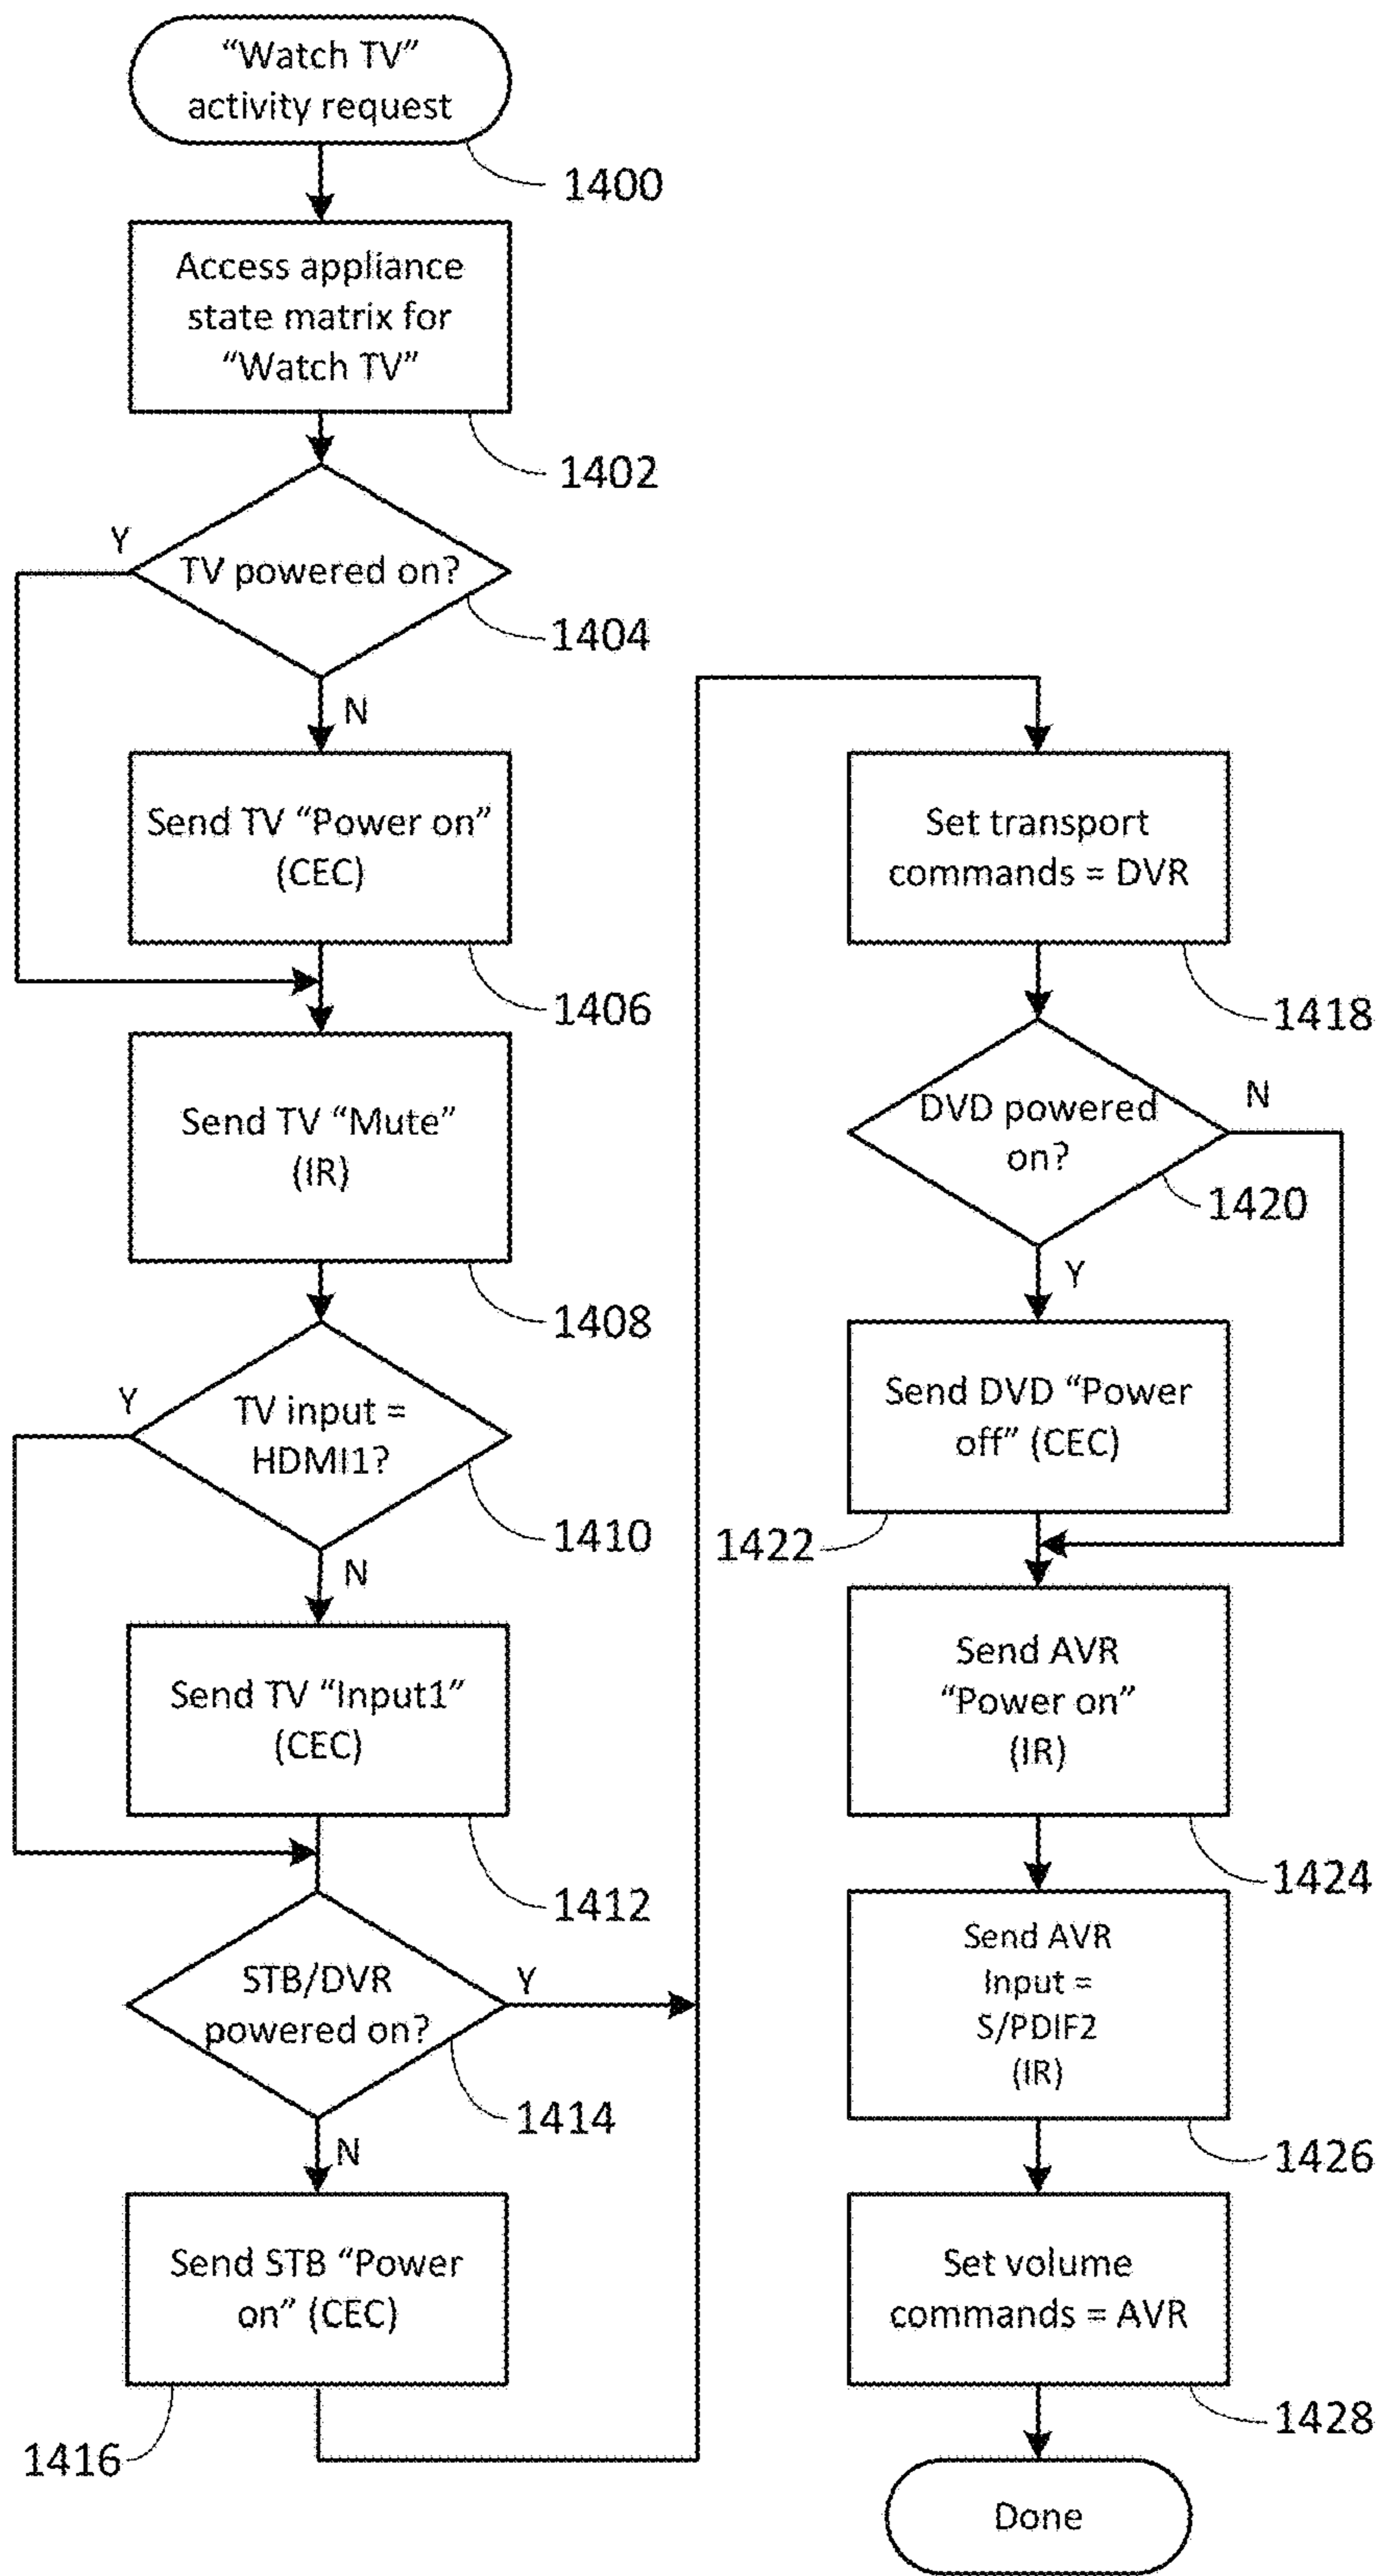 “Watch TV”
activity request
1400
Access appliance
state matrix for
“Watch TV”
1402
Y
TV powered on?
1404
N
Send TV “Power on”
(CEC)
1406
Send TV “Mute”
(IR)
1408
Y
TV input =
HDMI1?
1410
N
Send TV “Input1”
(CEC)
1412
STB/DVR
powered on?
Y
1414
N
Send STB “Power
on” (CEC)
1416
Set transport
commands = DVR
1418
DVD powered
on?
N
1420
Y
Send DVD “Power
off” (CEC)
1422
Send AVR
“Power on”
(IR)
1424
Send AVR
Input =
S/PDIF2
(IR)
1426
Set volume
commands = AVR
1428
Done